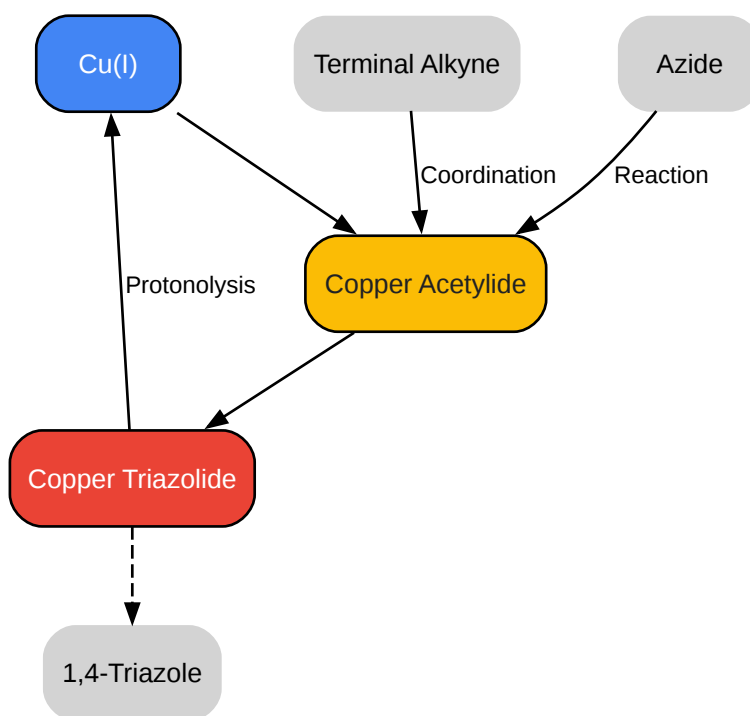 Cu(I)
Terminal Alkyne
Azide
Coordination
Reaction
Protonolysis
Copper Acetylide
Copper Triazolide
1,4-Triazole